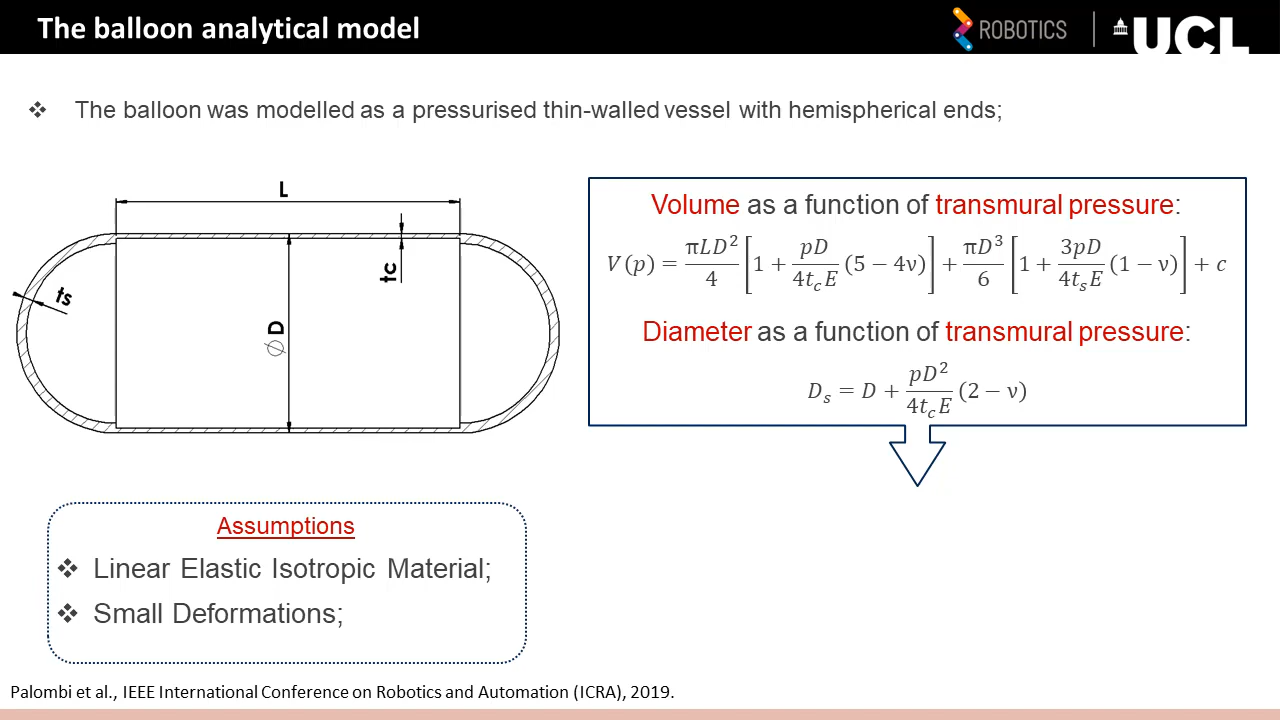 The balloon analytical model
ROBOTICS
UCL
❖ The balloon was modelled as a pressurised thin-walled vessel with hemispherical ends;
L
tc
ts
∅D
Volume as a function of transmural pressure:
V(p) = πLD²/4 [1 + pD/4t_cE (5 − 4ν)] + πD³/6 [1 + 3pD/4t_sE (1 − ν)] + c
Diameter as a function of transmural pressure:
D_s = D + pD²/4t_cE (2 − ν)
Assumptions
❖ Linear Elastic Isotropic Material;
❖ Small Deformations;
Palombi et al., IEEE International Conference on Robotics and Automation (ICRA), 2019.